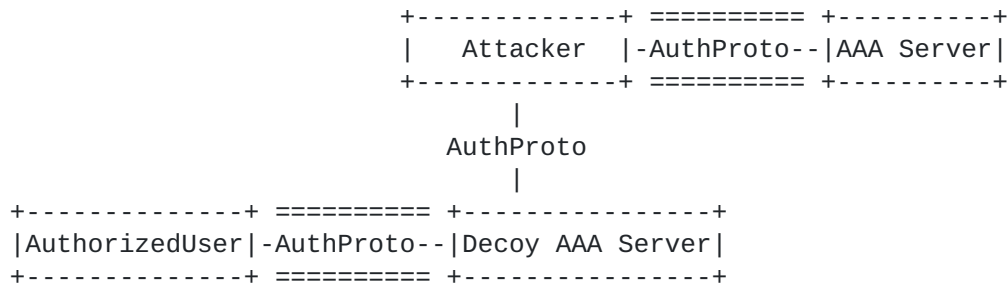 +-------------+ ========== +----------+
|   Attacker  |-AuthProto--|AAA Server|
+-------------+ ========== +----------+
|
AuthProto
|
+--------------+ ========== +----------------+
|AuthorizedUser|-AuthProto--|Decoy AAA Server|
+--------------+ ========== +----------------+